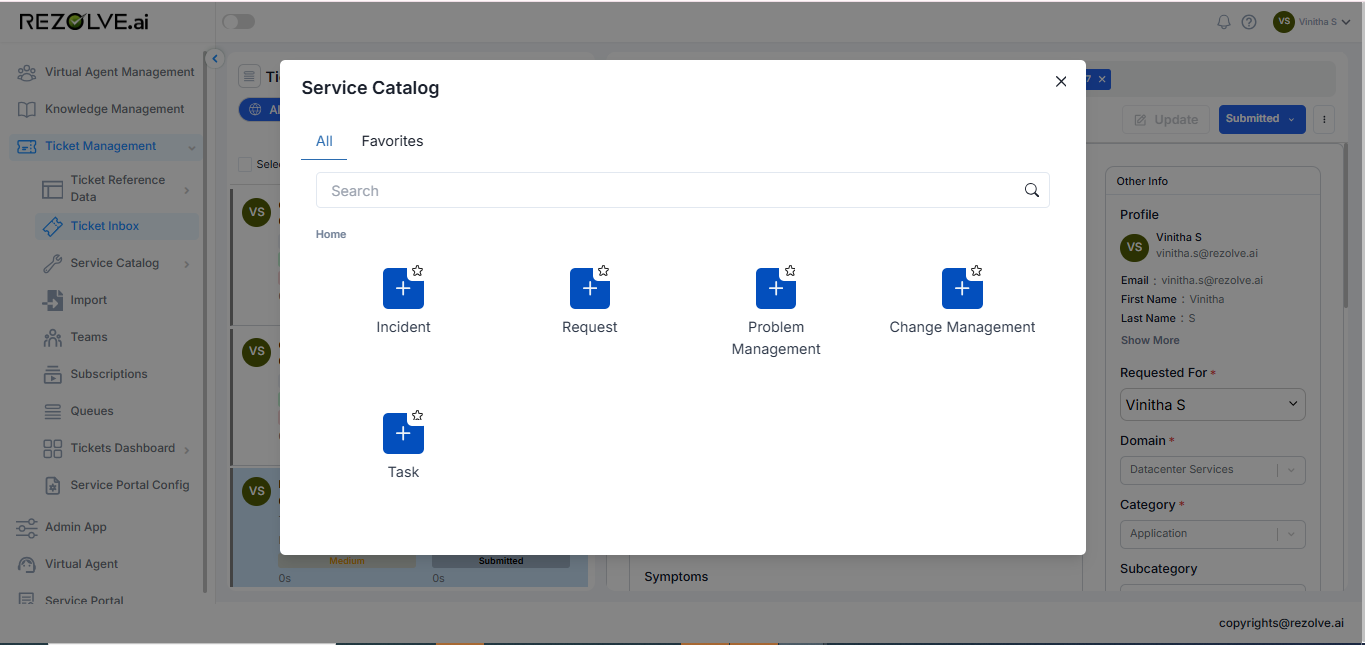 REZOLVE.ai
VS Vinitha S
Virtual Agent Management
Knowledge Management
Ticket Management
Ticket Reference
Data
Ticket Inbox
Service Catalog
Import
Teams
Subscriptions
Queues
Tickets Dashboard
Service Portal Config
Admin App
Virtual Agent
Service Portal
VS
VS
VS
Medium
Submitted
0s
0s
Service Catalog
All
Favorites
Search
Home
Incident
Request
Problem
Management
Change Management
Task
Symptoms
7
Update
Submitted
Other Info
Profile
VS
Vinitha S
vinitha.s@rezolve.ai
Email : vinitha.s@rezolve.ai
First Name : Vinitha
Last Name : S
Show More
Requested For *
Vinitha S
Domain *
Datacenter Services
Category *
Application
Subcategory
copyrights@rezolve.ai